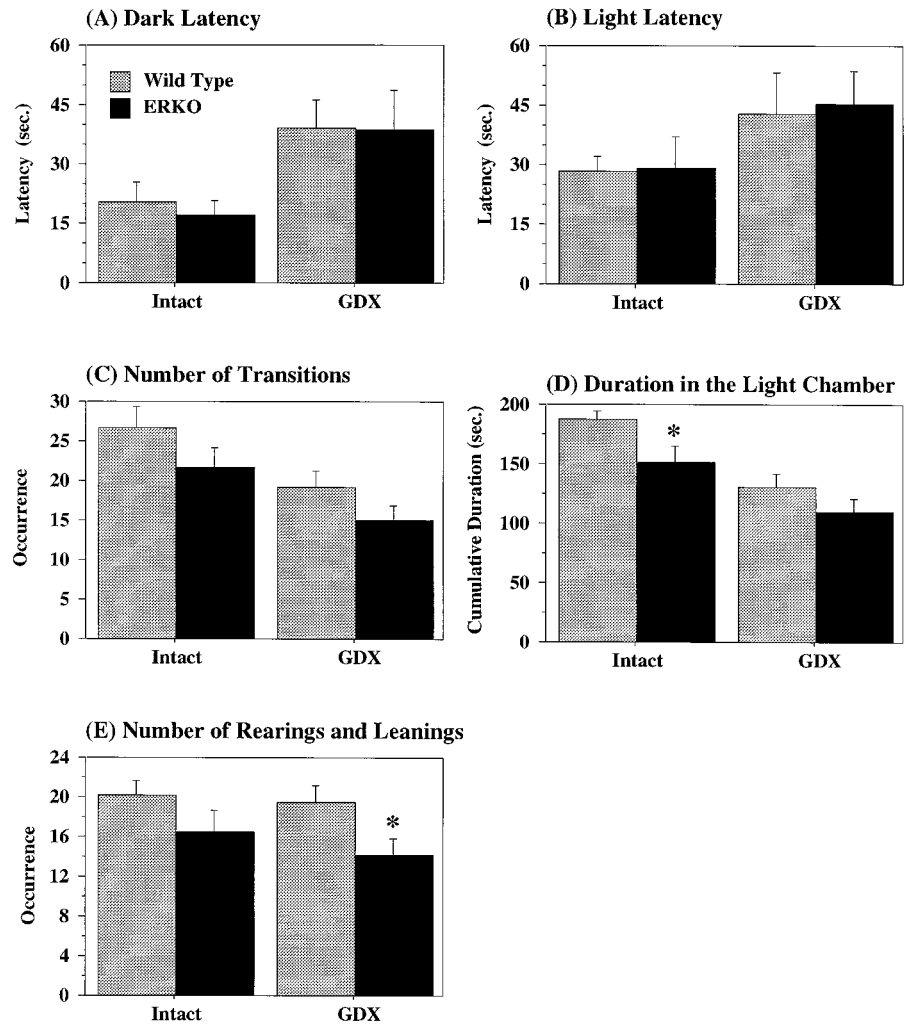 (A) Dark Latency
60
45
30
15
0
Latency (sec.)
Wild Type
ERKO
Intact
GDX
(B) Light Latency
60
45
30
15
0
Latency (sec.)
Intact
GDX
(C) Number of Transitions
30
25
20
15
10
5
0
Occurrence
Intact
GDX
(D) Duration in the Light Chamber
200
150
100
50
0
Cumulative Duration (sec.)
*
Intact
GDX
(E) Number of Rearings and Leanings
24
20
16
12
8
4
0
Occurrence
*
Intact
GDX